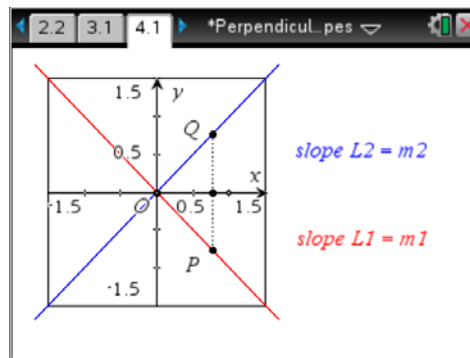 2.2 3.1 4.1 *Perpendicul...pes
1.5 y
Q
0.5
slope L2 = m2
x
-1.5 O 0.5 1.5
slope L1 = m1
P
-1.5